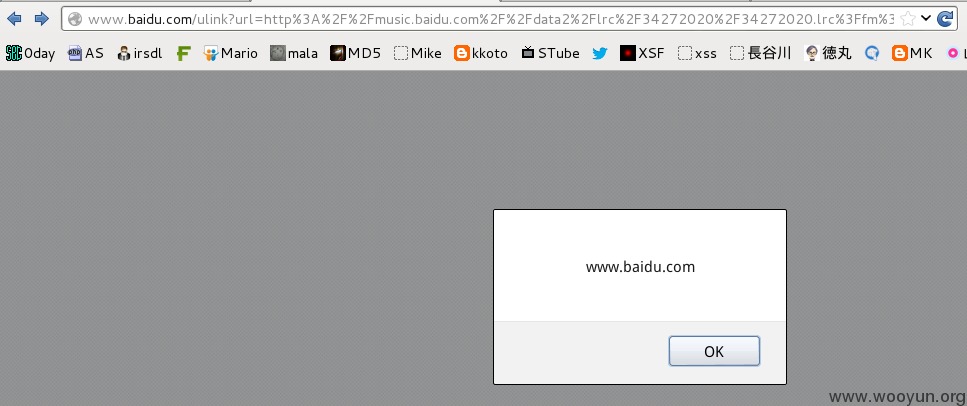 www.baidu.com/ulink?url=http%3A%2F%2Fmusic.baidu.com%2F%2Fdata2%2Flrc%2F34272020%2F34272020.lrc%3Ffm%3
0day AS irsdl F Mario mala MD5 Mike kkoto STube XSF xss 長谷川 徳丸 MK
www.baidu.com
OK
www.wooyun.org